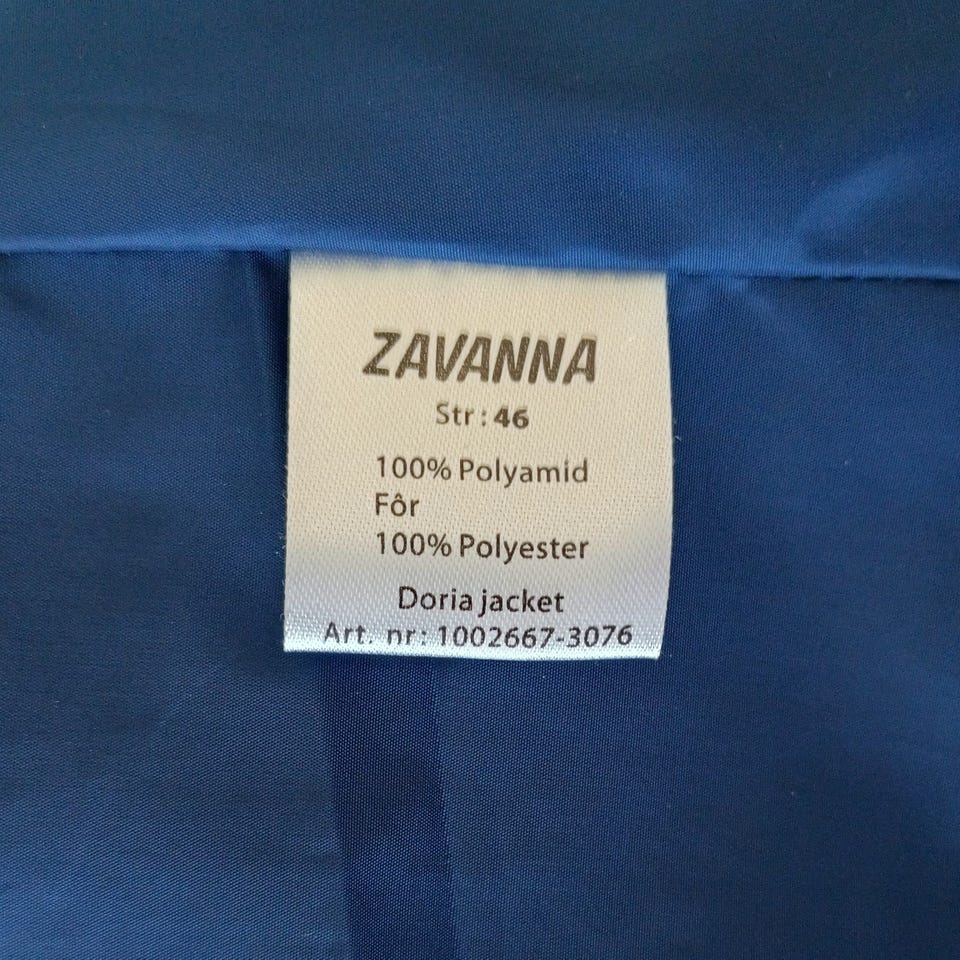 ZAVANNA
Str: 46
100% Polyamid
Fôr
100% Polyester
Doria jacket
Art. nr: 1002667-3076